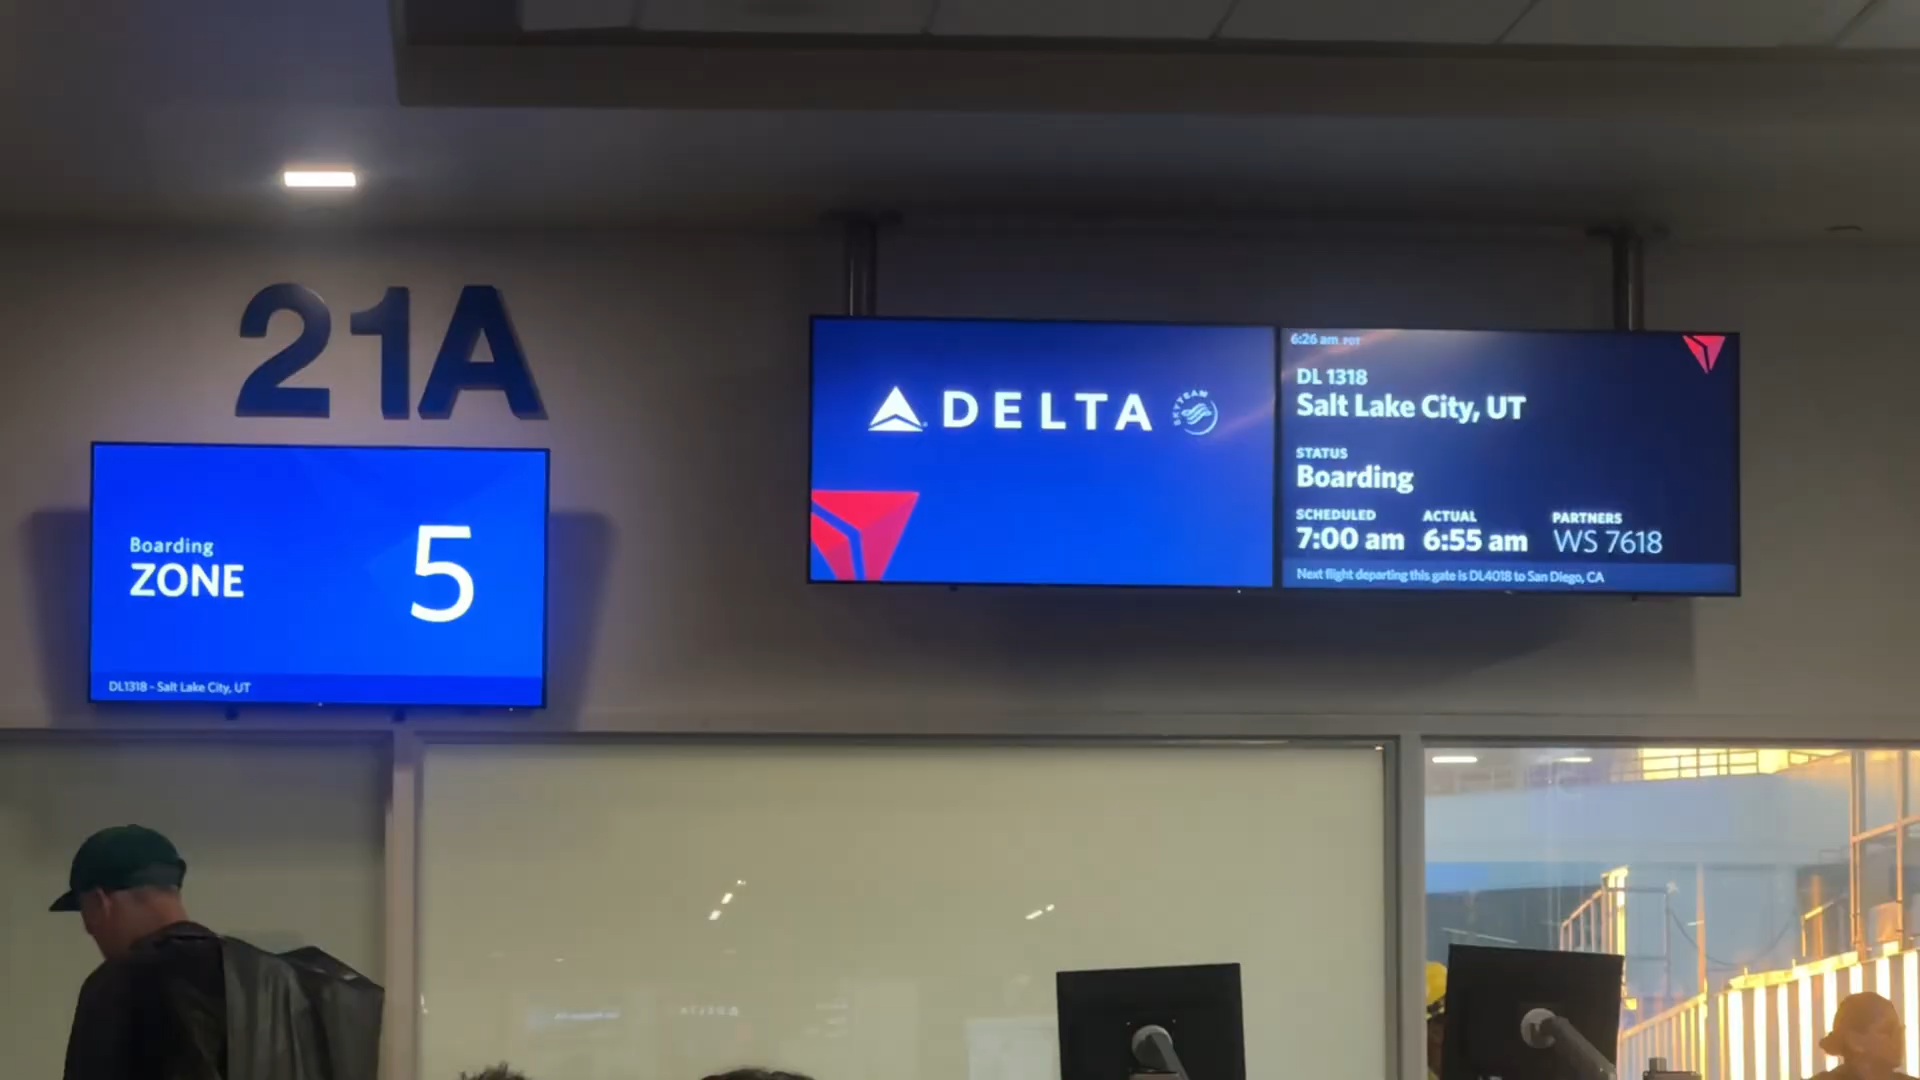 21A
Boarding
ZONE
5
DL1318 - Salt Lake City, UT
DELTA
SKYTEAM
6:26 am PDT
DL 1318
Salt Lake City, UT
STATUS
Boarding
SCHEDULED ACTUAL PARTNERS
7:00 am 6:55 am WS 7618
Next flight departing this gate is DL4018 to San Diego, CA